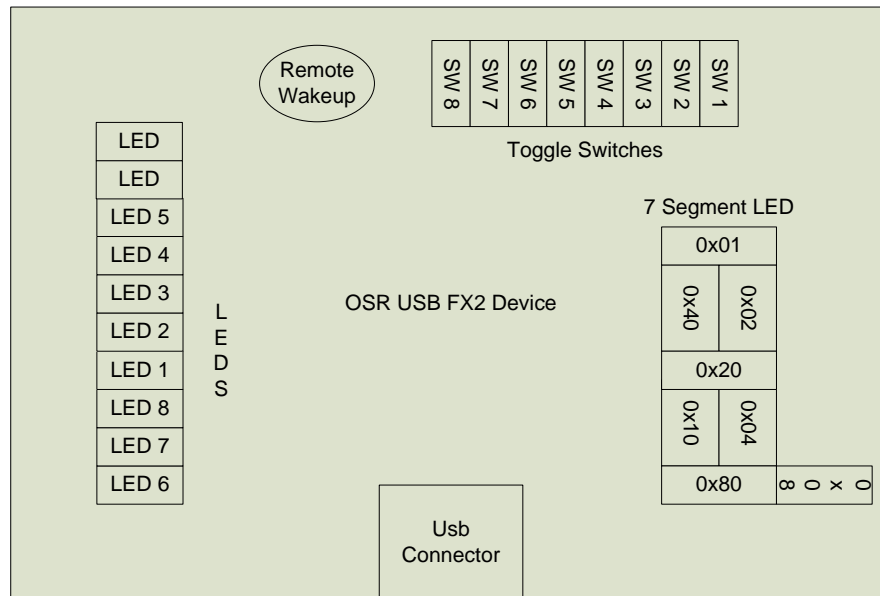 Remote
Wakeup
SW 8
SW 7
SW 6
SW 5
SW 4
SW 3
SW 2
SW 1
Toggle Switches
LED
LED
LED 5
LED 4
LED 3
LED 2
LED 1
LED 8
LED 7
LED 6
LEDS
OSR USB FX2 Device
7 Segment LED
0x01
0x40
0x02
0x20
0x10
0x04
0x80
0x08
Usb
Connector